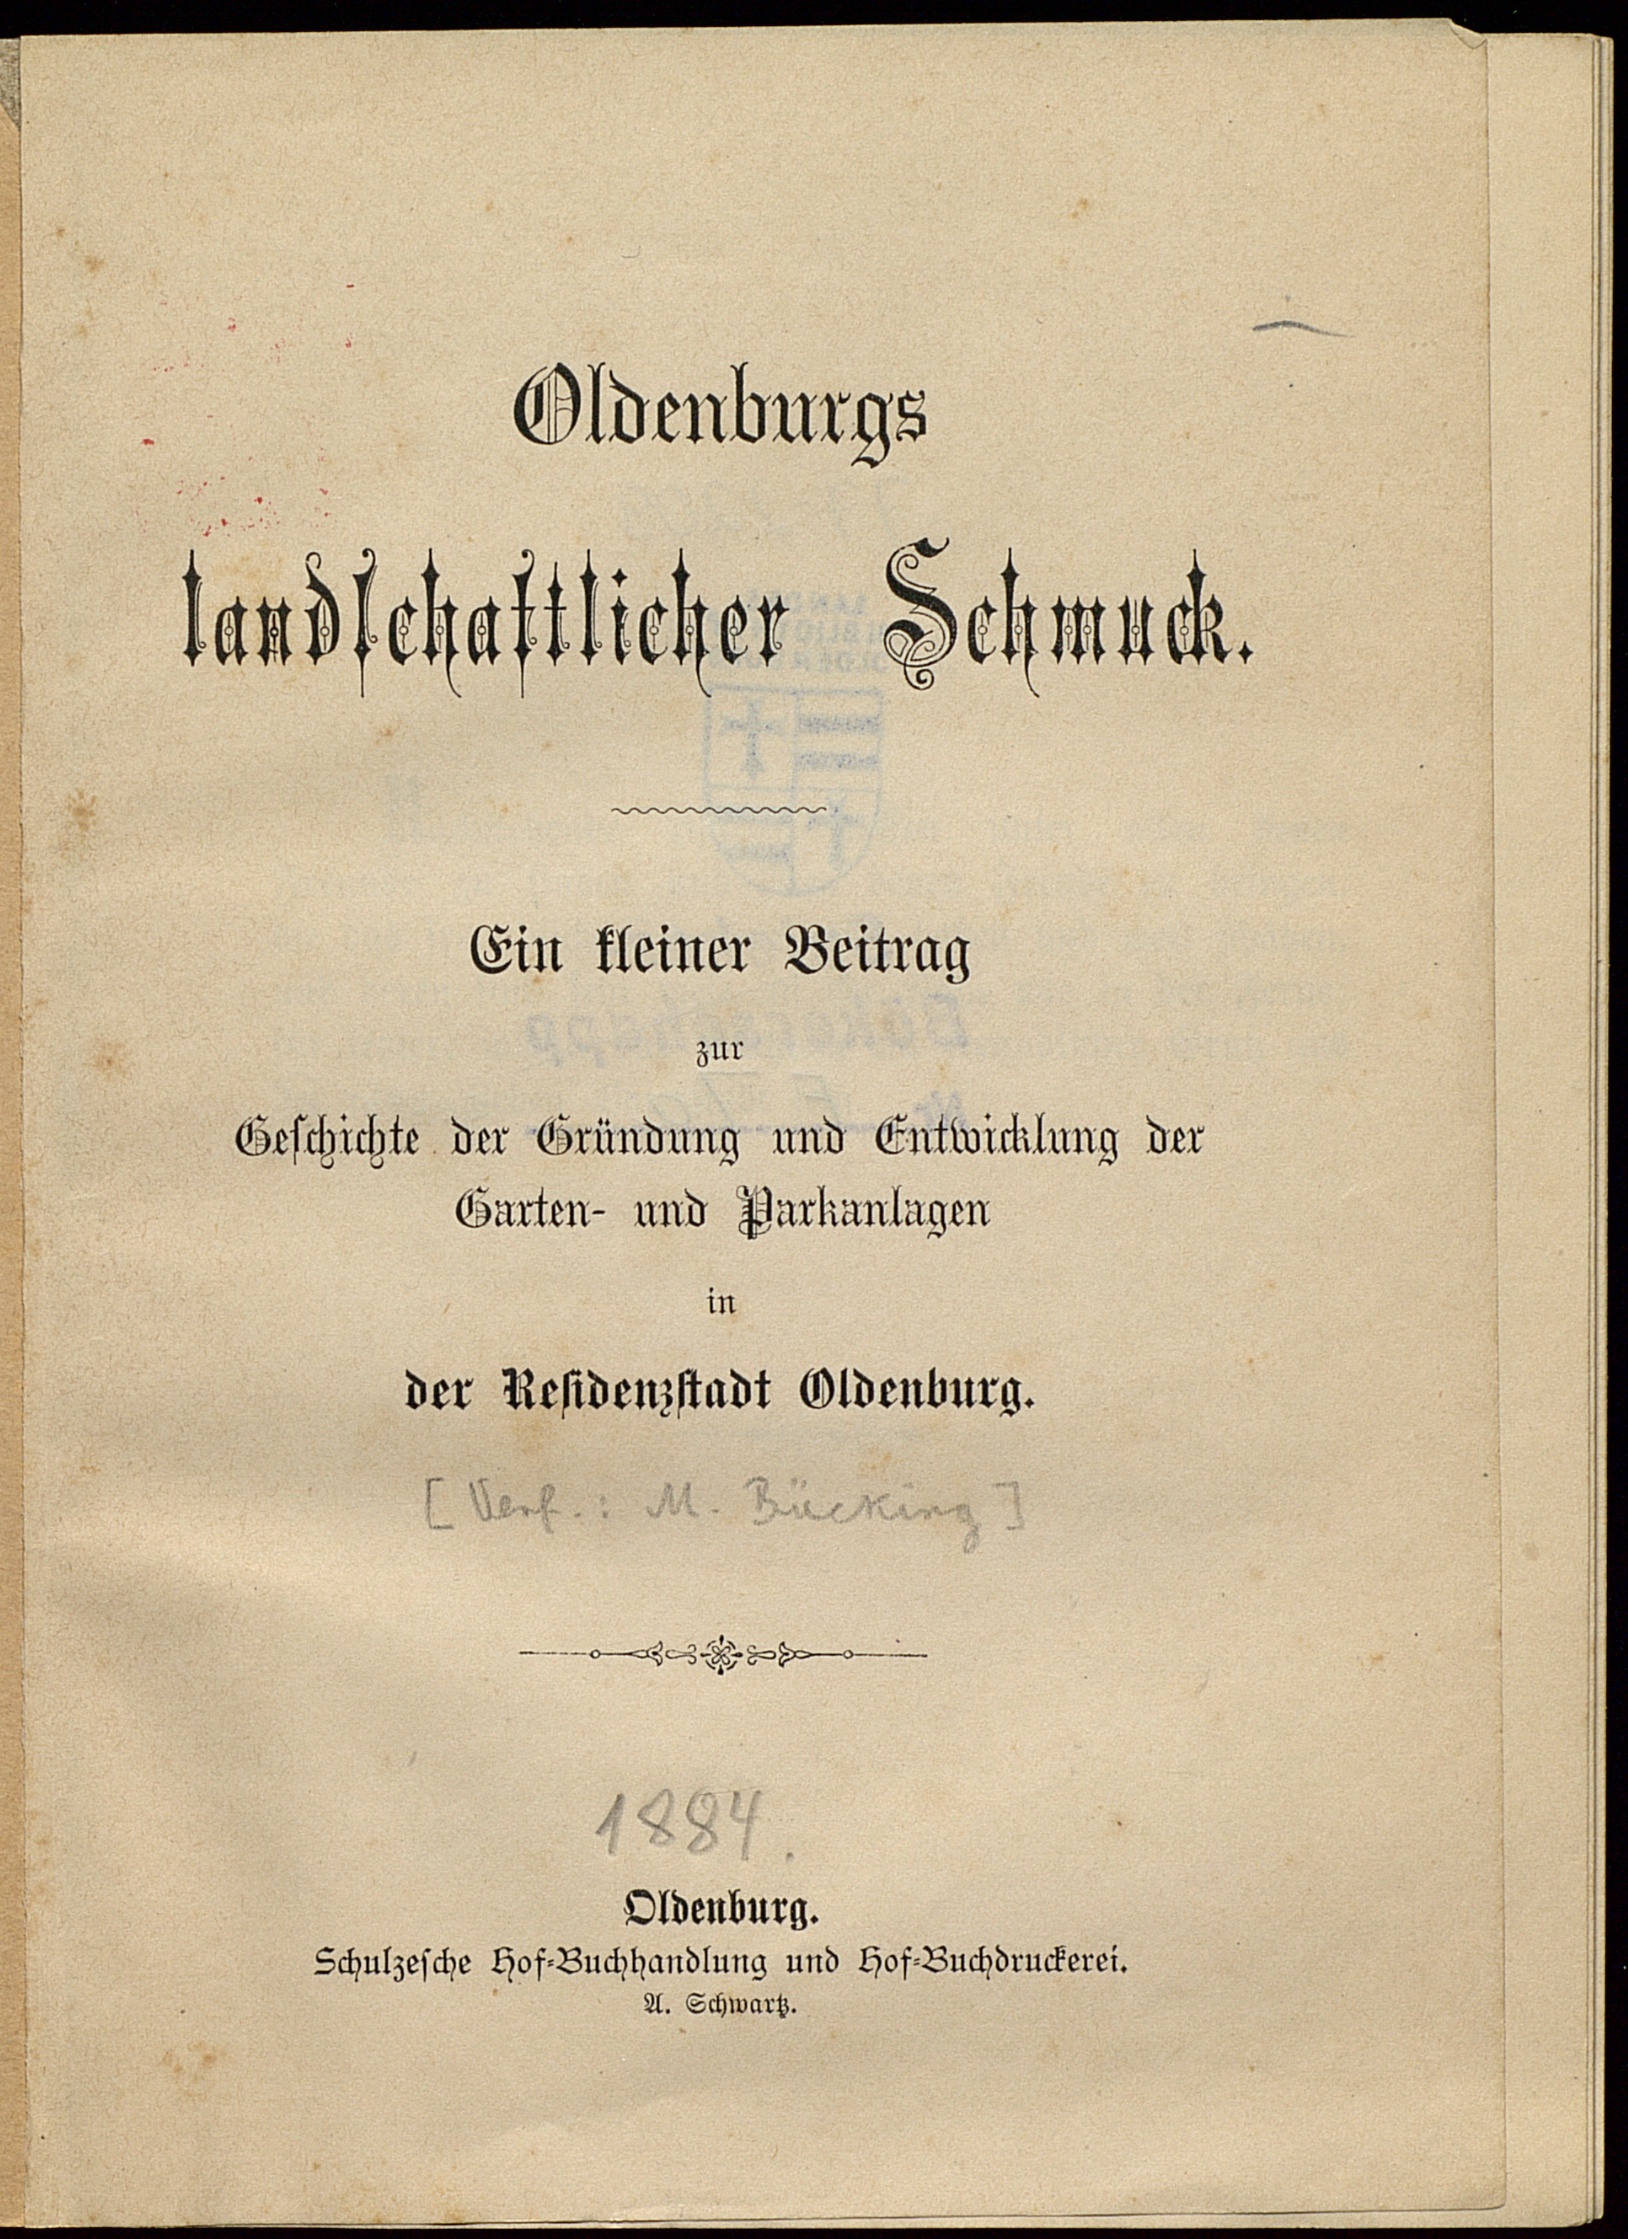 Oldenburgs
landſchaftlicher Schmuck.
Ein kleiner Beitrag
zur
Geſchichte der Gründung und Entwicklung der
Garten- und Parkanlagen
in
der Reſidenzſtadt Oldenburg.
[Verf.: M. Bücking]
1884.
Oldenburg.
Schulzeſche Hof-Buchhandlung und Hof-Buchdruckerei.
A. Schwartz.